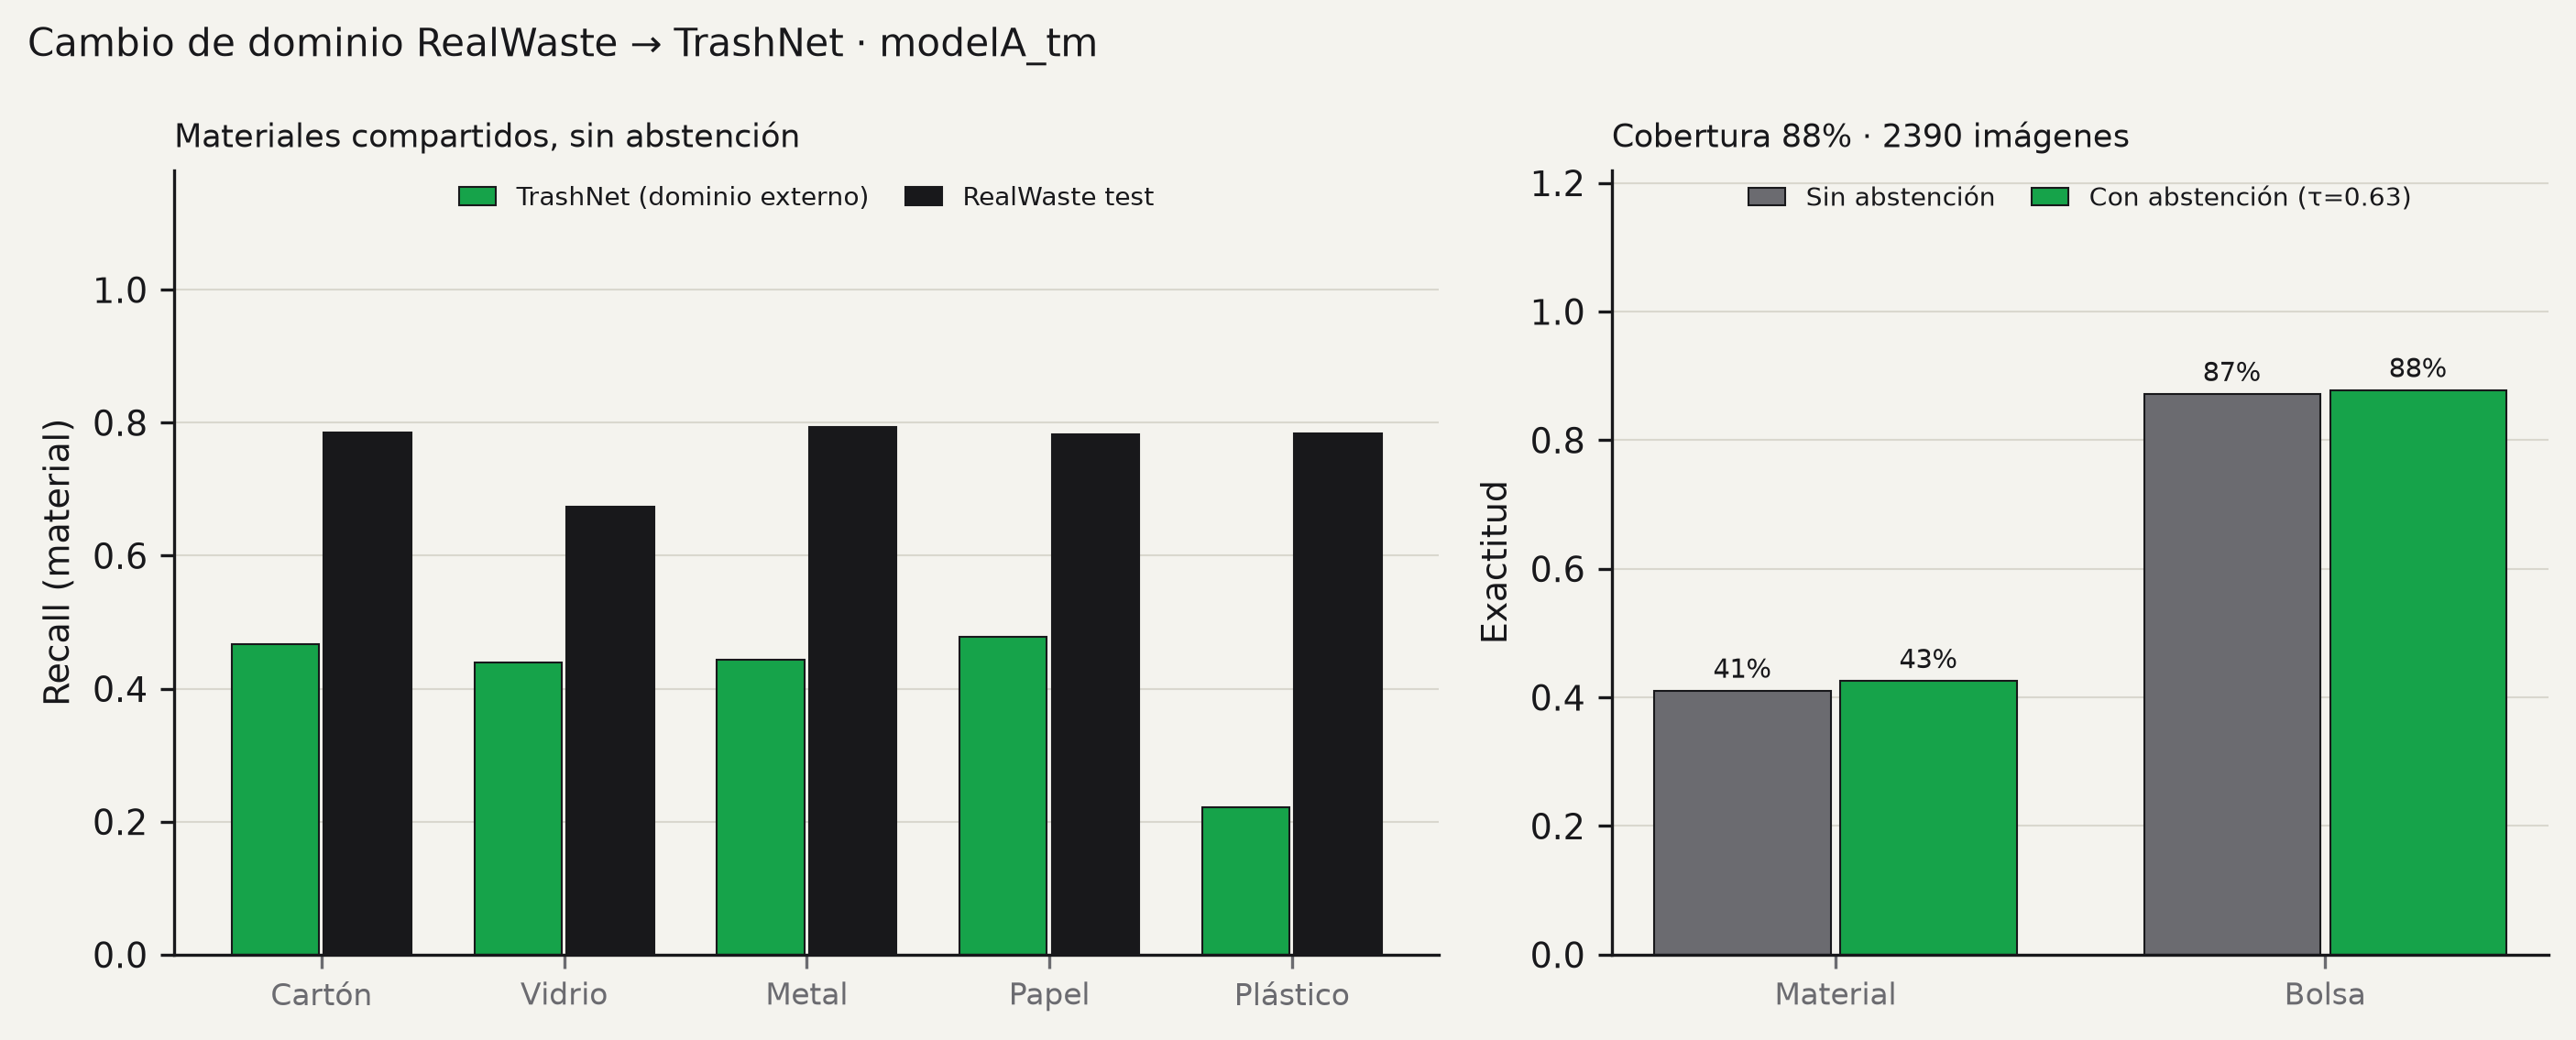 Cambio de dominio RealWaste → TrashNet · modelA_tm
Materiales compartidos, sin abstención
TrashNet (dominio externo)
RealWaste test
Recall (material)
1.0
0.8
0.6
0.4
0.2
0.0
Cartón
Vidrio
Metal
Papel
Plástico
Cobertura 88% · 2390 imágenes
Sin abstención
Con abstención (τ=0.63)
Exactitud
1.2
1.0
0.8
0.6
0.4
0.2
0.0
41%
43%
87%
88%
Material
Bolsa